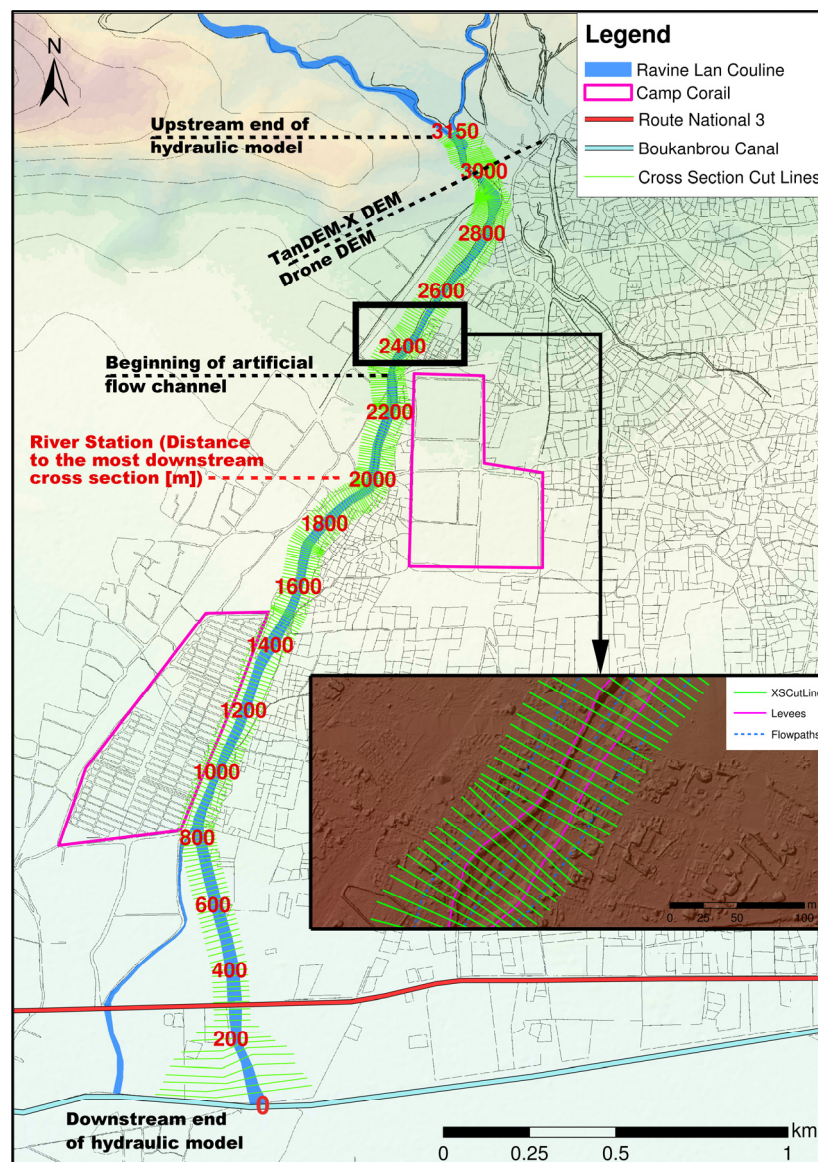 N
Legend
Ravine Lan Couline
Camp Corail
Route National 3
Boukanbrou Canal
Cross Section Cut Lines
Upstream end of
hydraulic model
3150
3000
TanDEM-X DEM
Drone DEM
2800
2600
2400
Beginning of artificial
flow channel
2200
River Station (Distance
to the most downstream
cross section [m])
2000
1800
1600
1400
1200
1000
800
600
400
200
0
XSCutLine
Levees
Flowpaths
m
0 25 50 100
Downstream end
of hydraulic model
km
0 0.25 0.5 1